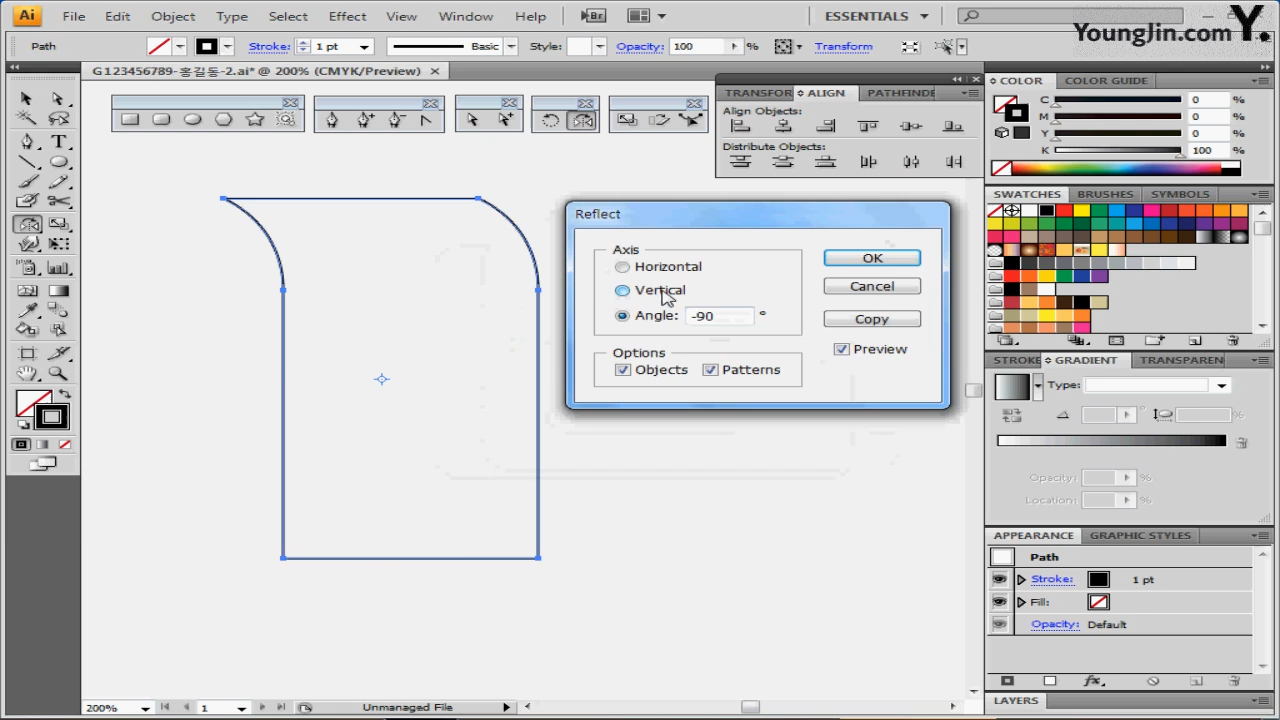 Ai File Edit Object Type Select Effect View Window Help Br ESSENTIALS
Y.
YoungJin.com
Path Stroke: 1 pt Basic Style: Opacity: 100 % Transform
G123456789-홍길동-2.ai* @ 200% (CMYK/Preview)
TRANSFOR ALIGN PATHFINDE
Align Objects:
Distribute Objects:
COLOR COLOR GUIDE
C 0 %
M 0 %
Y 0 %
K 100 %
SWATCHES BRUSHES SYMBOLS
Reflect
Axis
Horizontal
Vertical
Angle: -90 °
Options
Objects Patterns
OK
Cancel
Copy
Preview
STROKE GRADIENT TRANSPAREN
Type:
°
%
Opacity: %
Location: %
APPEARANCE GRAPHIC STYLES
Path
Stroke: 1 pt
Fill:
Opacity: Default
fx
LAYERS
200% 1 Unmanaged File